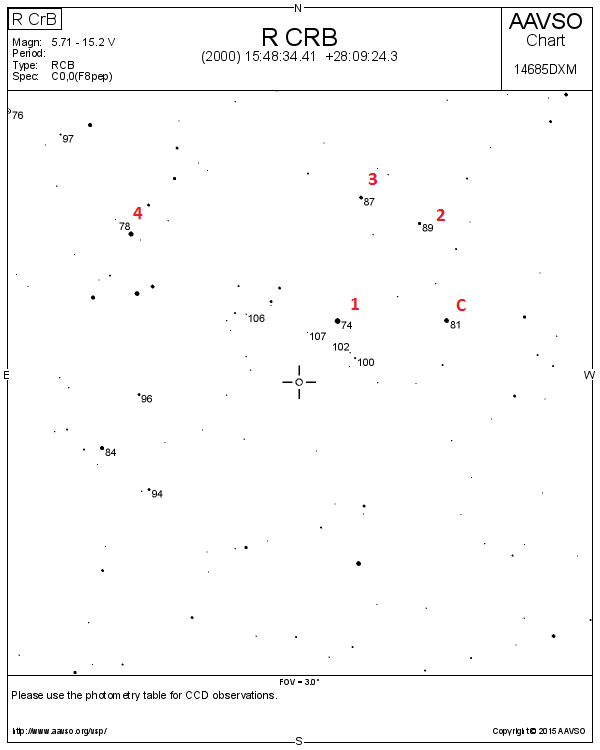 N
R CrB
Magn: 5.71 - 15.2 V
Period:
Type: RCB
Spec: C0,0(F8pep)
R CRB
(2000) 15:48:34.41 +28:09:24.3
AAVSO
Chart
14685DXM
76
97
3
87
4
78
2
89
1
C
106
74
81
107
102
100
E
W
96
84
94
FOV = 3.0°
Please use the photometry table for CCD observations.
http://www.aavso.org/vsp/
Copyright © 2015 AAVSO
S